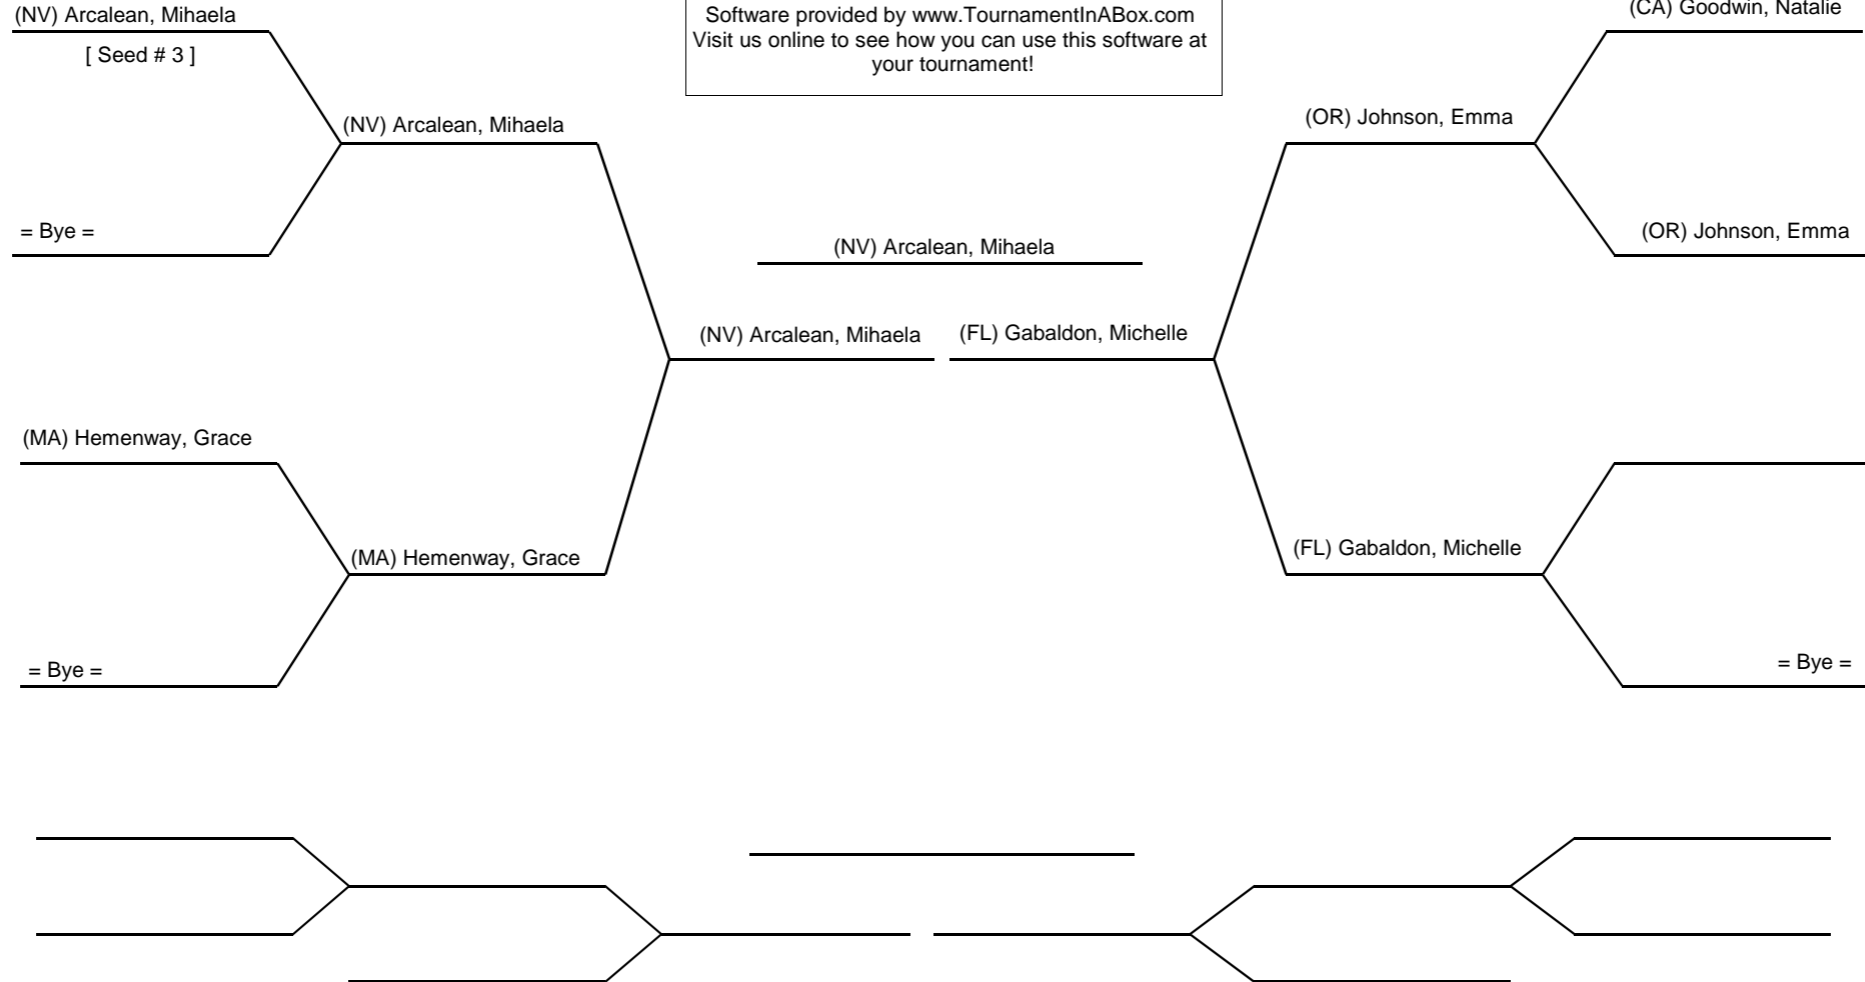 (NV) Arcalean, Mihaela
[ Seed # 3 ]
Software provided by www.TournamentInABox.com
Visit us online to see how you can use this software at
your tournament!
(CA) Goodwin, Natalie
(NV) Arcalean, Mihaela
(OR) Johnson, Emma
= Bye =
(NV) Arcalean, Mihaela
(OR) Johnson, Emma
(NV) Arcalean, Mihaela
(FL) Gabaldon, Michelle
(MA) Hemenway, Grace
(MA) Hemenway, Grace
(FL) Gabaldon, Michelle
= Bye =
= Bye =